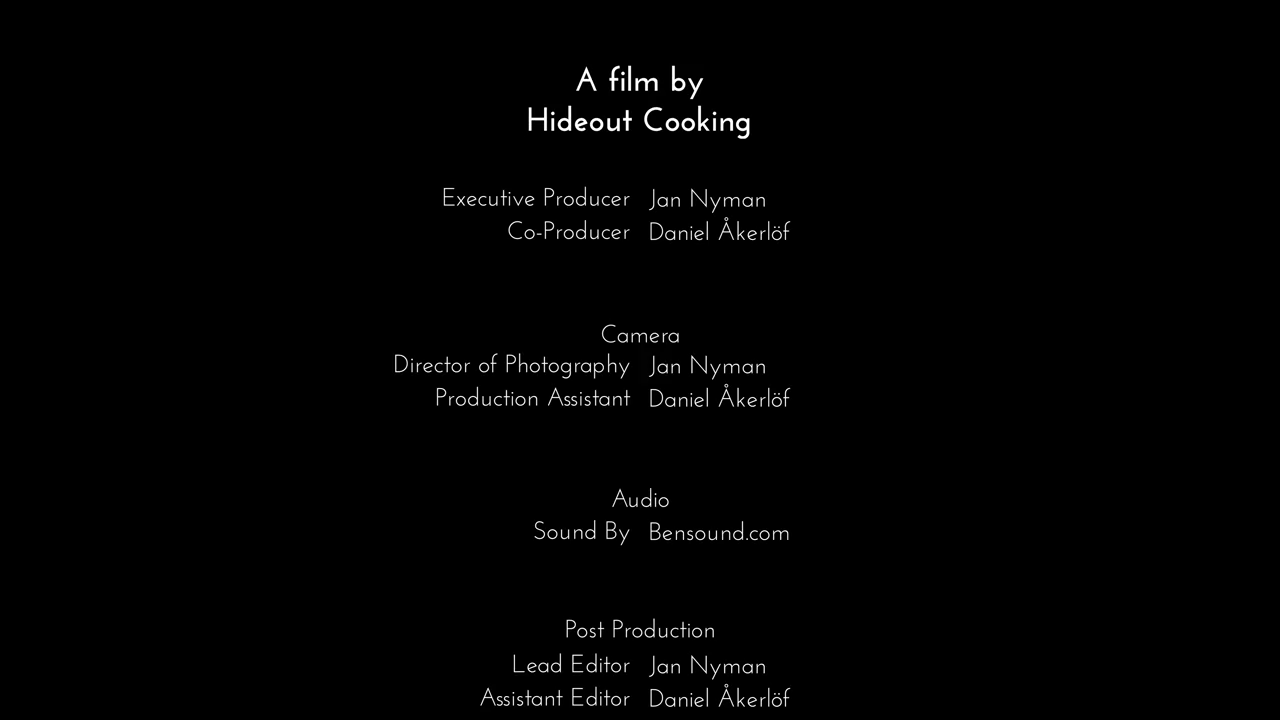 A film by
Hideout Cooking
Executive Producer Jan Nyman
Co-Producer Daniel Åkerlöf
Camera
Director of Photography Jan Nyman
Production Assistant Daniel Åkerlöf
Audio
Sound By Bensound.com
Post Production
Lead Editor Jan Nyman
Assistant Editor Daniel Åkerlöf